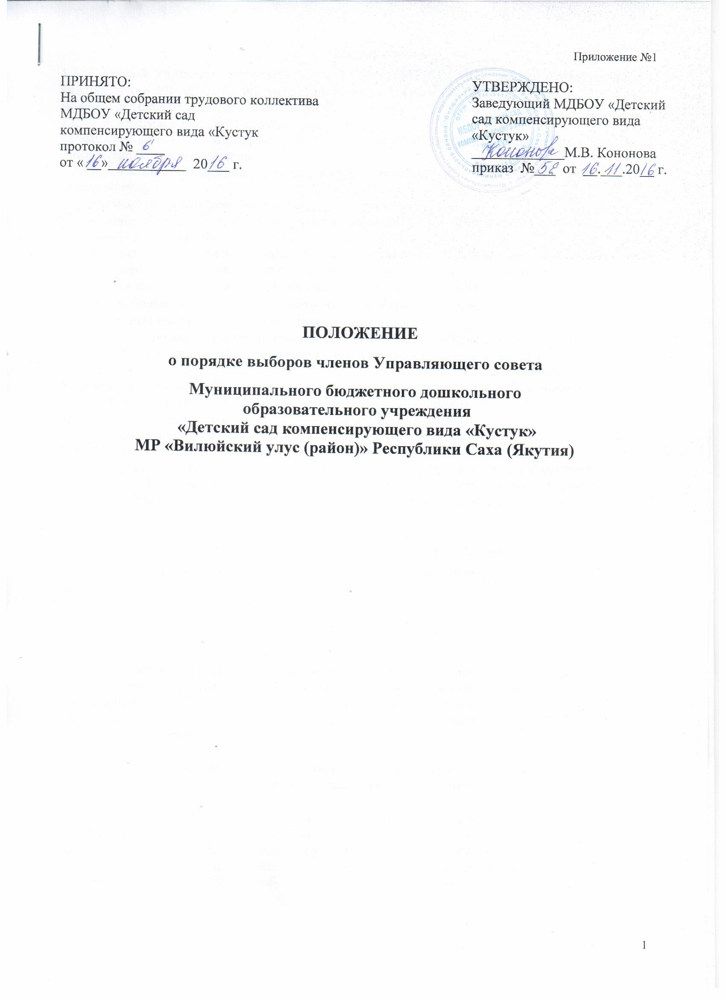 Приложение №1
ПРИНЯТО:
На общем собрании трудового коллектива
МДБОУ «Детский сад
компенсирующего вида «Кустук
протокол № 6
от «16» ноября 2016 г.
УТВЕРЖДЕНО:
Заведующий МДБОУ «Детский
сад компенсирующего вида
«Кустук»
Кононова М.В. Кононова
приказ № 52 от 16.11.2016 г.
ПОЛОЖЕНИЕ
о порядке выборов членов Управляющего совета
Муниципального бюджетного дошкольного
образовательного учреждения
«Детский сад компенсирующего вида «Кустук»
МР «Вилюйский улус (район)» Республики Саха (Якутия)
1